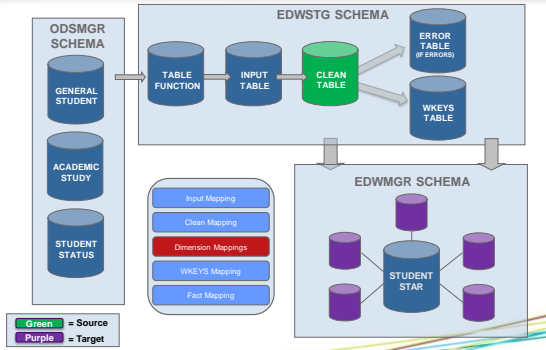 ODSMGR
SCHEMA
GENERAL
STUDENT
ACADEMIC
STUDY
STUDENT
STATUS
EDWSTG SCHEMA
TABLE
FUNCTION
INPUT
TABLE
CLEAN
TABLE
ERROR
TABLE
(IF ERRORS)
WKEYS
TABLE
Input Mapping
Clean Mapping
Dimension Mappings
WKEYS Mapping
Fact Mapping
EDWMGR SCHEMA
STUDENT
STAR
Green = Source
Purple = Target